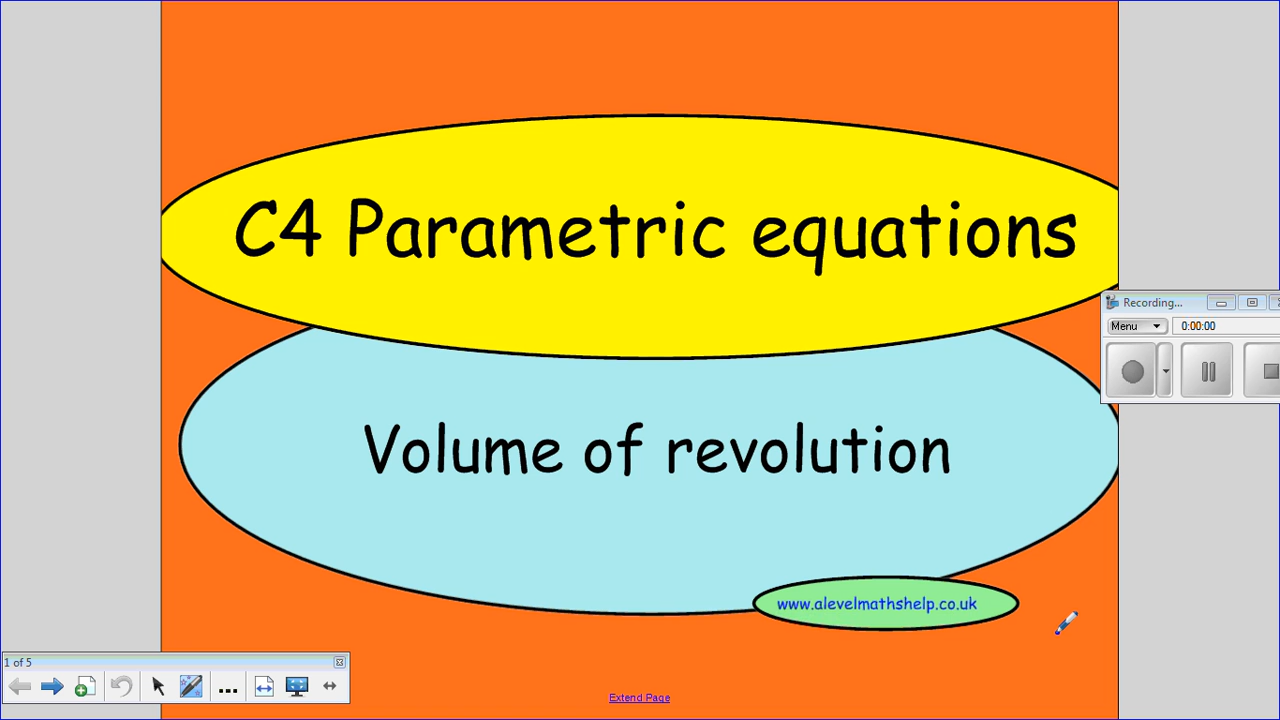 C4 Parametric equations
Recording...
Menu
0:00:00
Volume of revolution
www.alevelmathshelp.co.uk
1 of 5
...
Extend Page